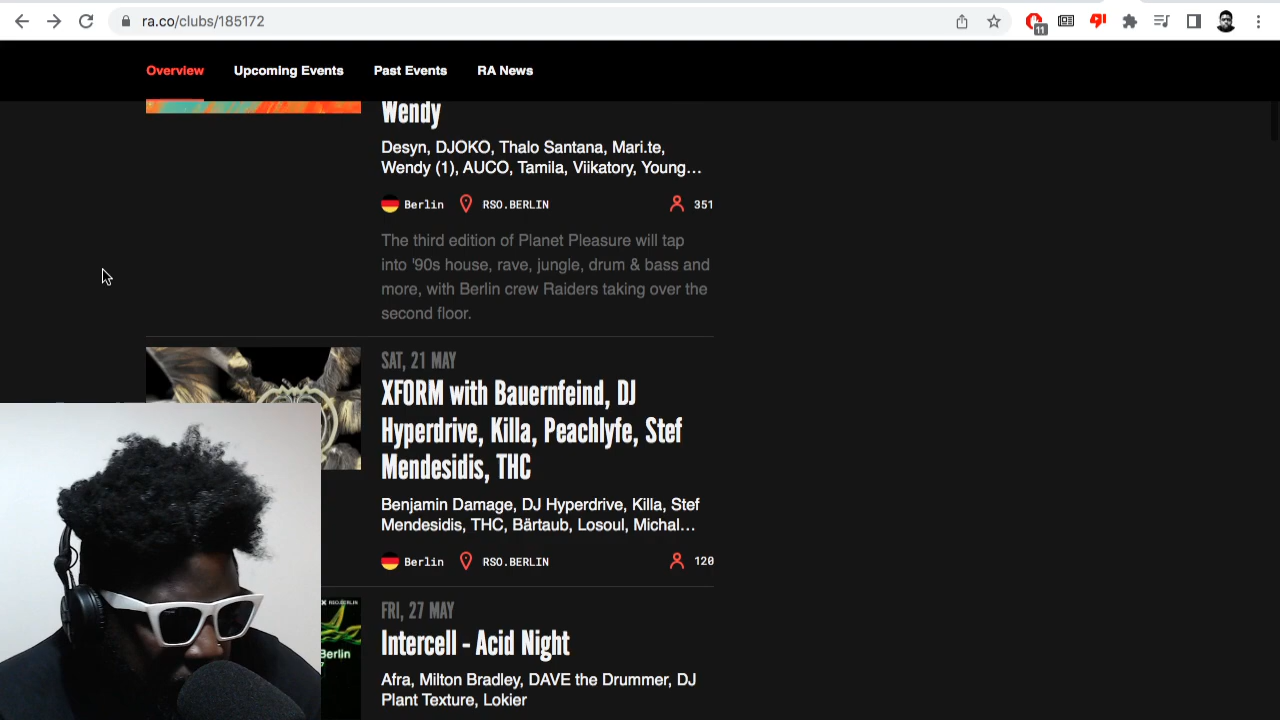 ra.co/clubs/185172
11
Overview
Upcoming Events
Past Events
RA News
Wendy
Desyn, DJOKO, Thalo Santana, Mari.te,
Wendy (1), AUCO, Tamila, Viikatory, Young...
Berlin
RSO.BERLIN
351
The third edition of Planet Pleasure will tap
into '90s house, rave, jungle, drum & bass and
more, with Berlin crew Raiders taking over the
second floor.
SAT, 21 MAY
XFORM with Bauernfeind, DJ
Hyperdrive, Killa, Peachlyfe, Stef
Mendesidis, THC
Benjamin Damage, DJ Hyperdrive, Killa, Stef
Mendesidis, THC, Bärtaub, Losoul, Michal...
Berlin
RSO.BERLIN
120
FRI, 27 MAY
Intercell - Acid Night
Afra, Milton Bradley, DAVE the Drummer, DJ
Plant Texture, Lokier
X RSO.BERLIN
Berlin